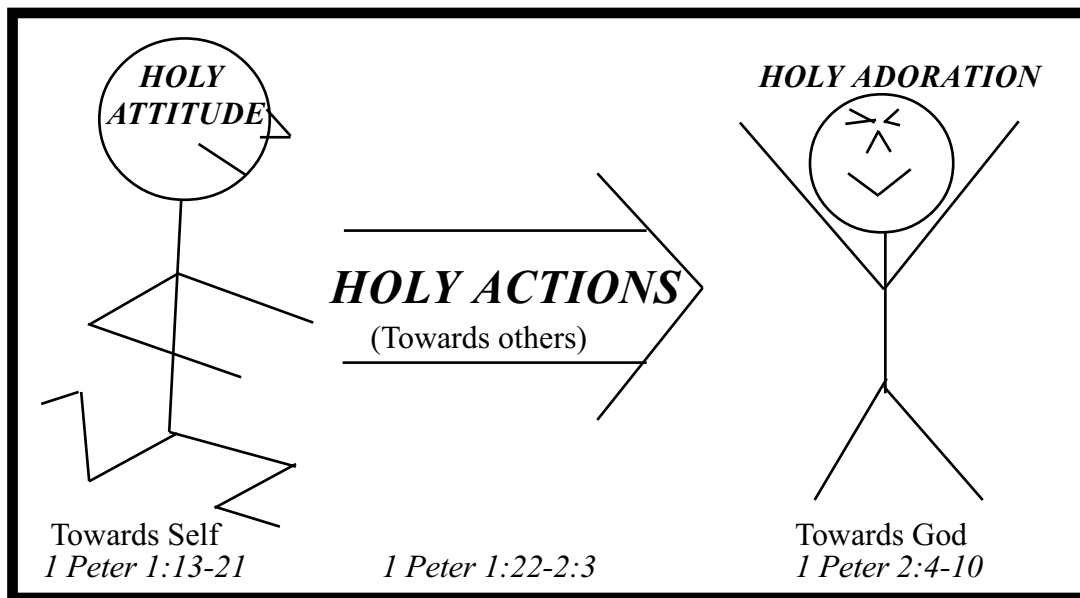 HOLY
ATTITUDE
HOLY ADORATION
HOLY ACTIONS
(Towards others)
Towards Self
1 Peter 1:13-21
1 Peter 1:22-2:3
Towards God
1 Peter 2:4-10